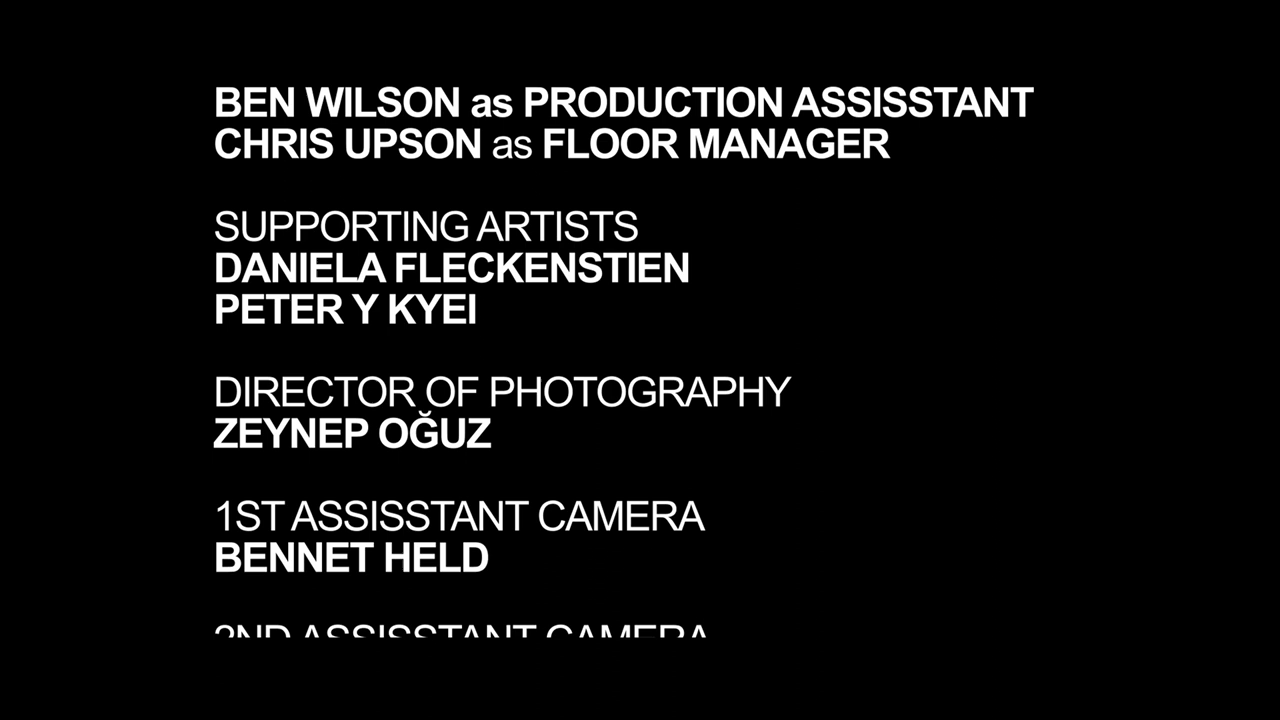 BEN WILSON as PRODUCTION ASSISSTANT
CHRIS UPSON as FLOOR MANAGER
SUPPORTING ARTISTS
DANIELA FLECKENSTIEN
PETER Y KYEI
DIRECTOR OF PHOTOGRAPHY
ZEYNEP OĞUZ
1ST ASSISSTANT CAMERA
BENNET HELD
2ND ASSISSTANT CAMERA